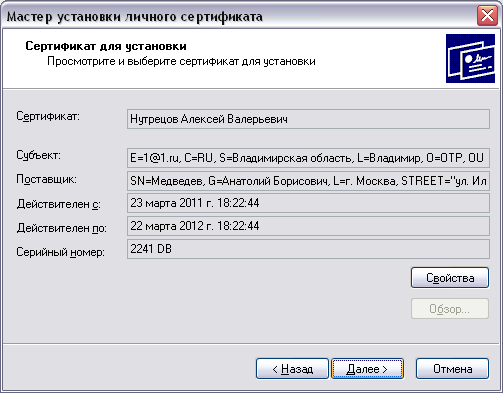 Мастер установки личного сертификата
Сертификат для установки
Просмотрите и выберите сертификат для установки
Сертификат: Нутрецов Алексей Валерьевич
Субъект: E=1@1.ru, C=RU, S=Владимирская область, L=Владимир, O=OTP, OU
Поставщик: SN=Медведев, G=Анатолий Борисович, L=г. Москва, STREET="ул. Ил
Действителен с: 23 марта 2011 г. 18:22:44
Действителен по: 22 марта 2012 г. 18:22:44
Серийный номер: 2241 DB
Свойства
Обзор...
< Назад Далее > Отмена